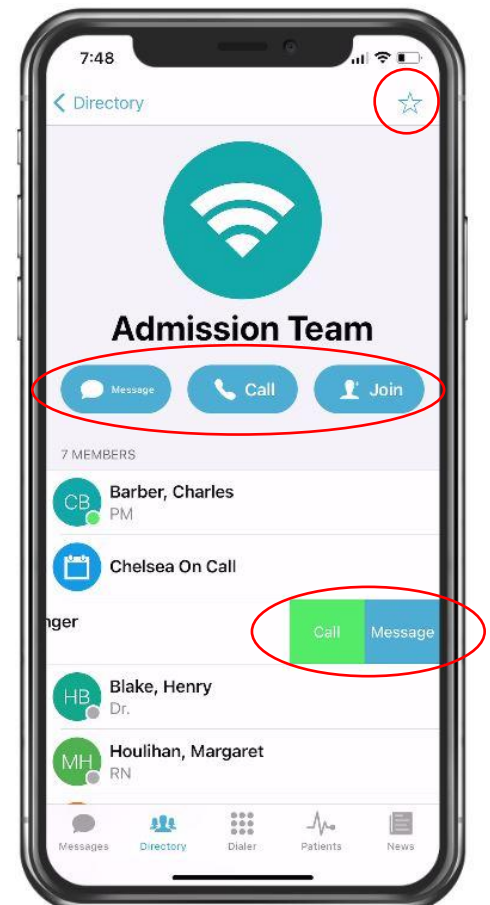 7:48
Directory
Admission Team
Message Call Join
7 MEMBERS
CB Barber, Charles
PM
Chelsea On Call
nger Call Message
HB Blake, Henry
Dr.
MH Houlihan, Margaret
RN
Messages Directory Dialer Patients News